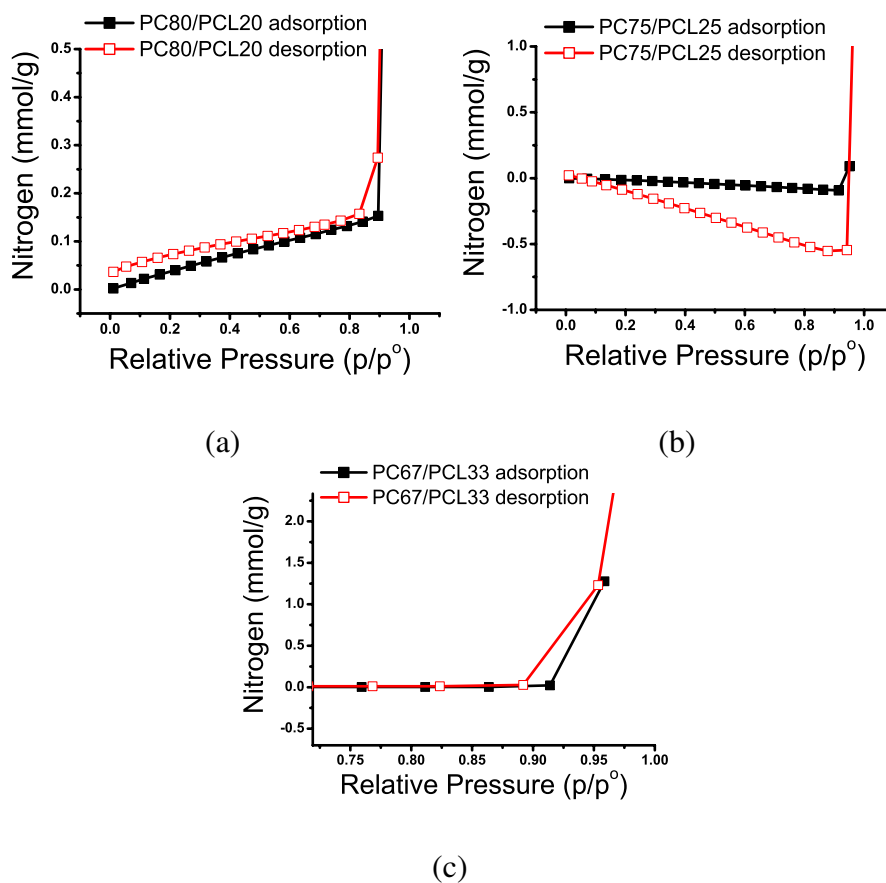 PC80/PCL20 adsorption
PC80/PCL20 desorption
0.5
0.4
0.3
0.2
0.1
0.0
Nitrogen (mmol/g)
0.0 0.2 0.4 0.6 0.8 1.0
Relative Pressure (p/p°)
(a)
PC75/PCL25 adsorption
PC75/PCL25 desorption
1.0
0.5
0.0
-0.5
-1.0
Nitrogen (mmol/g)
0.0 0.2 0.4 0.6 0.8 1.0
Relative Pressure (p/p°)
(b)
PC67/PCL33 adsorption
PC67/PCL33 desorption
2.0
1.5
1.0
0.5
0.0
-0.5
Nitrogen (mmol/g)
0.75 0.80 0.85 0.90 0.95 1.00
Relative Pressure (p/p°)
(c)